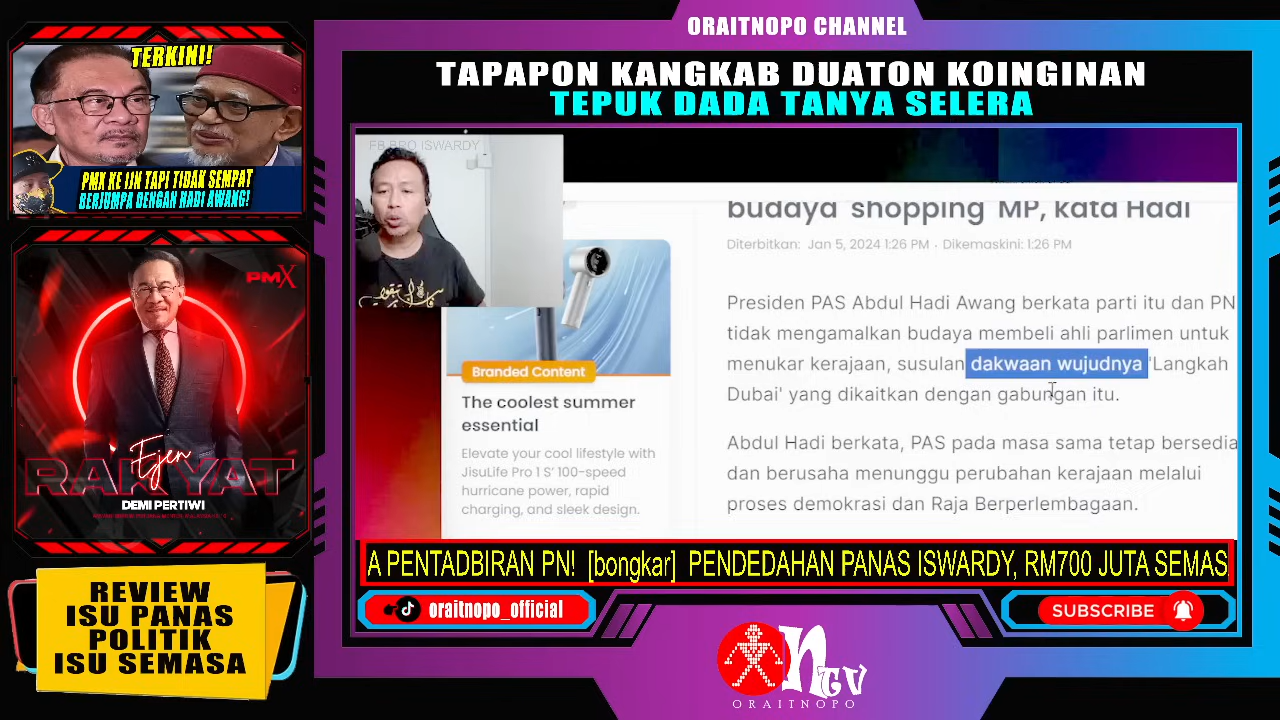 ORAITNOPO CHANNEL
TERKINI!
PMX KE IJN TAPI TIDAK SEMPAT
BERJUMPA DENGAN HADI AWANG!
TAPAPON KANGKAB DUATON KOINGINAN
TEPUK DADA TANYA SELERA
FB BRO ISWARDY
budaya 'shopping' MP, kata Hadi
Diterbitkan: Jan 5, 2024 1:26 PM · Dikemaskini: 1:26 PM
Presiden PAS Abdul Hadi Awang berkata parti itu dan PN
tidak mengamalkan budaya membeli ahli parlimen untuk
menukar kerajaan, susulan dakwaan wujudnya 'Langkah
Dubai' yang dikaitkan dengan gabungan itu.
Abdul Hadi berkata, PAS pada masa sama tetap bersedia
dan berusaha menunggu perubahan kerajaan melalui
proses demokrasi dan Raja Berperlembagaan.
Branded Content
The coolest summer
essential
Elevate your cool lifestyle with
JisuLife Pro 1 S' 100-speed
hurricane power, rapid
charging, and sleek design.
PMX
Ejen
RAKYAT
DEMI PERTIWI
A PENTADBIRAN PN! [bongkar] PENDEDAHAN PANAS ISWARDY, RM700 JUTA SEMAS
REVIEW
ISU PANAS
POLITIK
ISU SEMASA
oraitnopo_official
SUBSCRIBE
nTV
ORAITNOPO